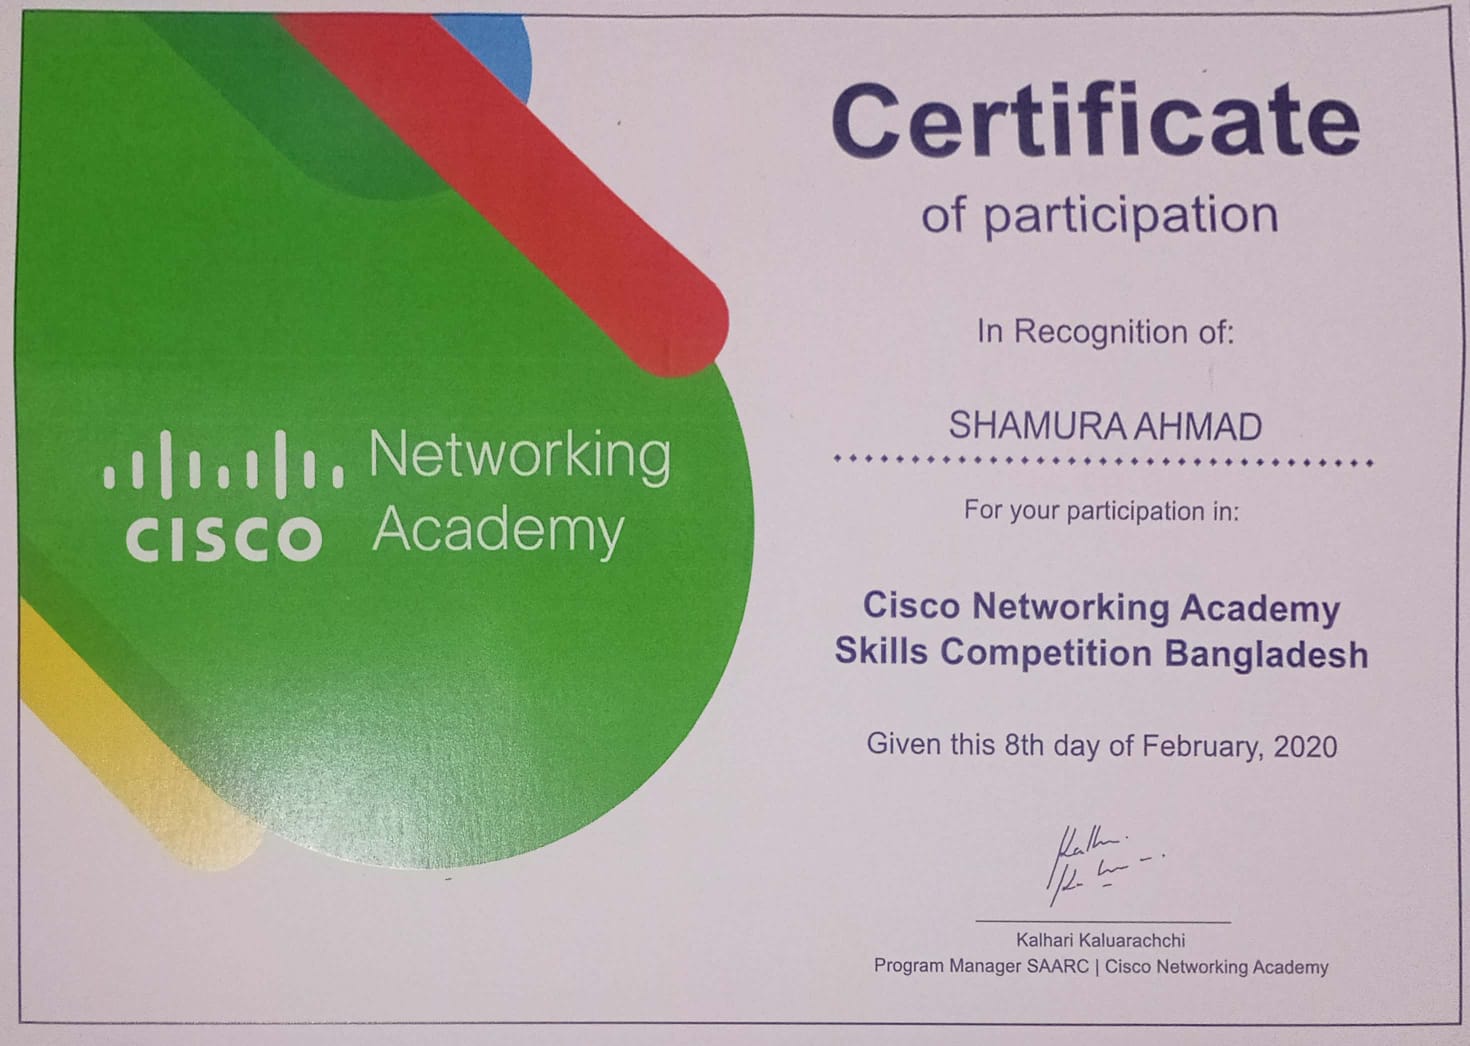 CISCO
Networking
Academy
Certificate
of participation
In Recognition of:
SHAMURA AHMAD
For your participation in:
Cisco Networking Academy
Skills Competition Bangladesh
Given this 8th day of February, 2020
Kalhari Kaluarachchi
Program Manager SAARC | Cisco Networking Academy